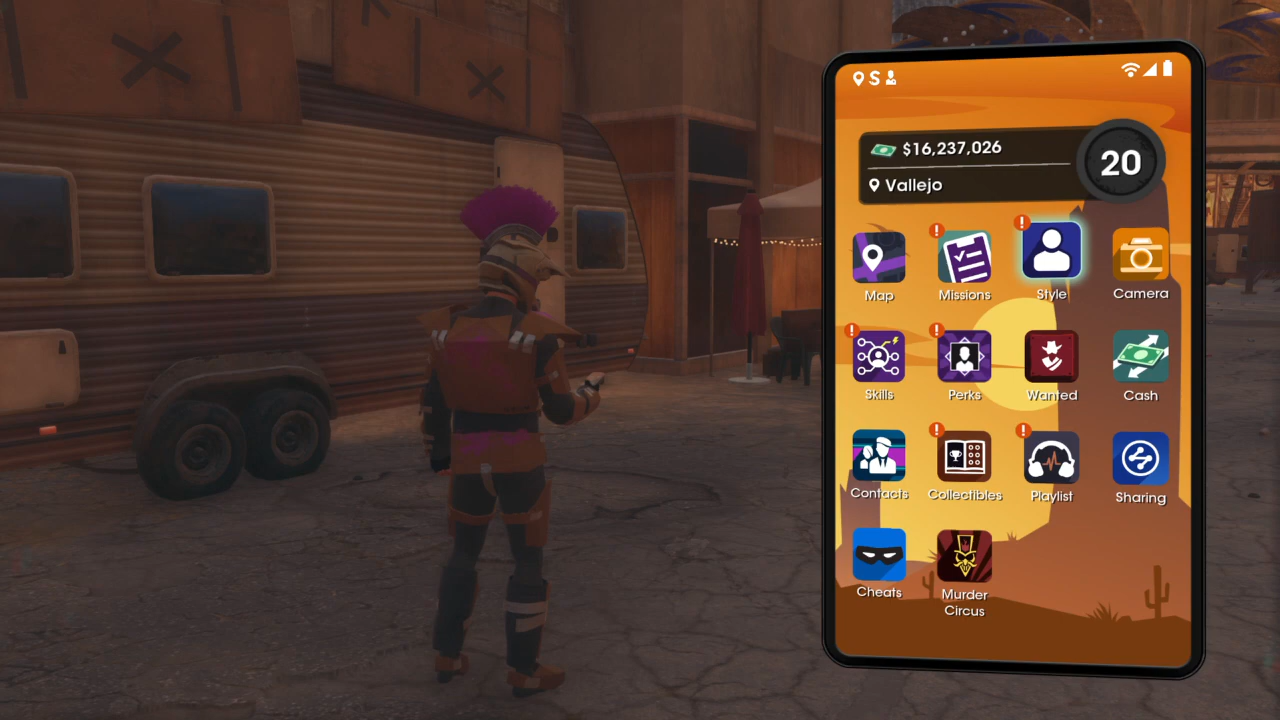 $16,237,026
20
Vallejo
Map
Missions
Style
Camera
Skills
Perks
Wanted
Cash
Contacts
Collectibles
Playlist
Sharing
Cheats
Murder
Circus